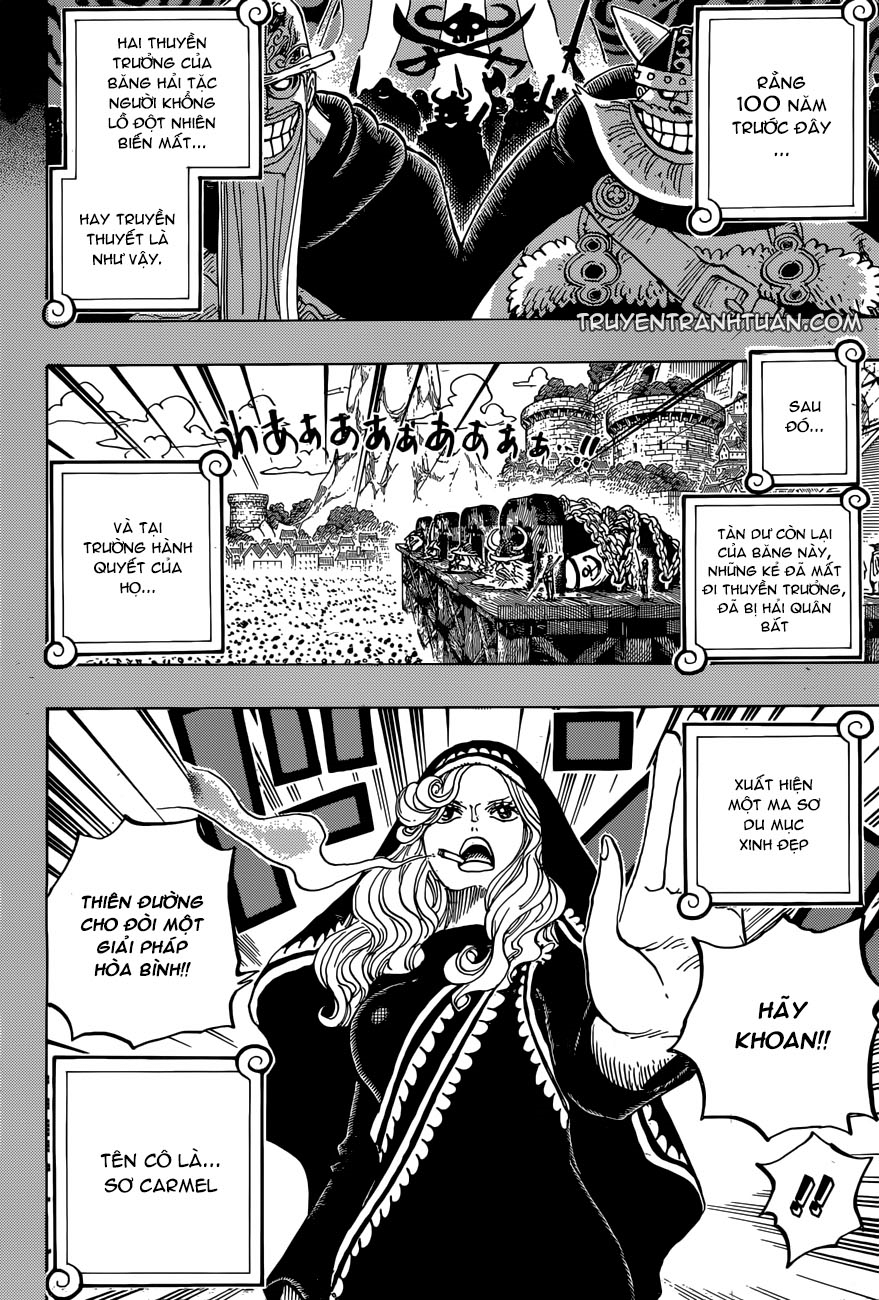 RẰNG
100 NĂM
TRƯỚC ĐÂY
...
HAI THUYỀN
TRƯỞNG CỦA
BĂNG HẢI TẶC
NGƯỜI KHỔNG
LỒ ĐỘT NHIÊN
BIẾN MẤT...
HAY TRUYỀN
THUYẾT LÀ
NHƯ VẬY.
TRUYENTRANHTUAN.COM
SAU
ĐÓ...
わあぁあぁぁあぁぁぁ...!!
TÀN DƯ CÒN LẠI
CỦA BĂNG NÀY,
NHỮNG KẺ ĐÃ MẤT
ĐI THUYỀN TRƯỞNG,
ĐÃ BỊ HẢI QUÂN
BẮT
VÀ TẠI
TRƯỜNG HÀNH
QUYẾT CỦA
HỌ...
XUẤT HIỆN
MỘT MA SƠ
DU MỤC
XINH ĐẸP
HÃY
KHOAN!!
THIÊN ĐƯỜNG
CHO ĐÒI MỘT
GIẢI PHÁP
HÒA BÌNH!!
!!
TÊN CÔ LÀ...
SƠ CARMEL